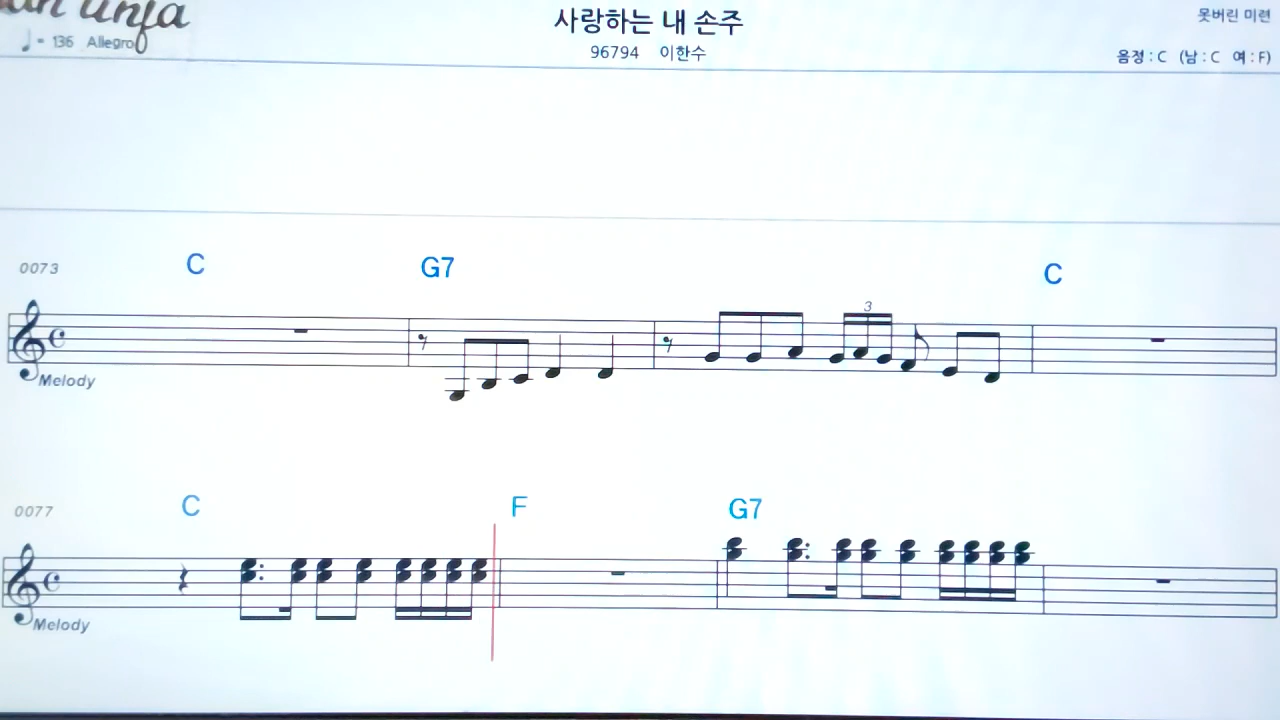 사랑하는 내 손주
못버린 미련
♩= 136 Allegro
96794 이한수
음정 : C (남 : C 여 : F)
0073 C G7 C
3
Melody
0077 C F G7
Melody